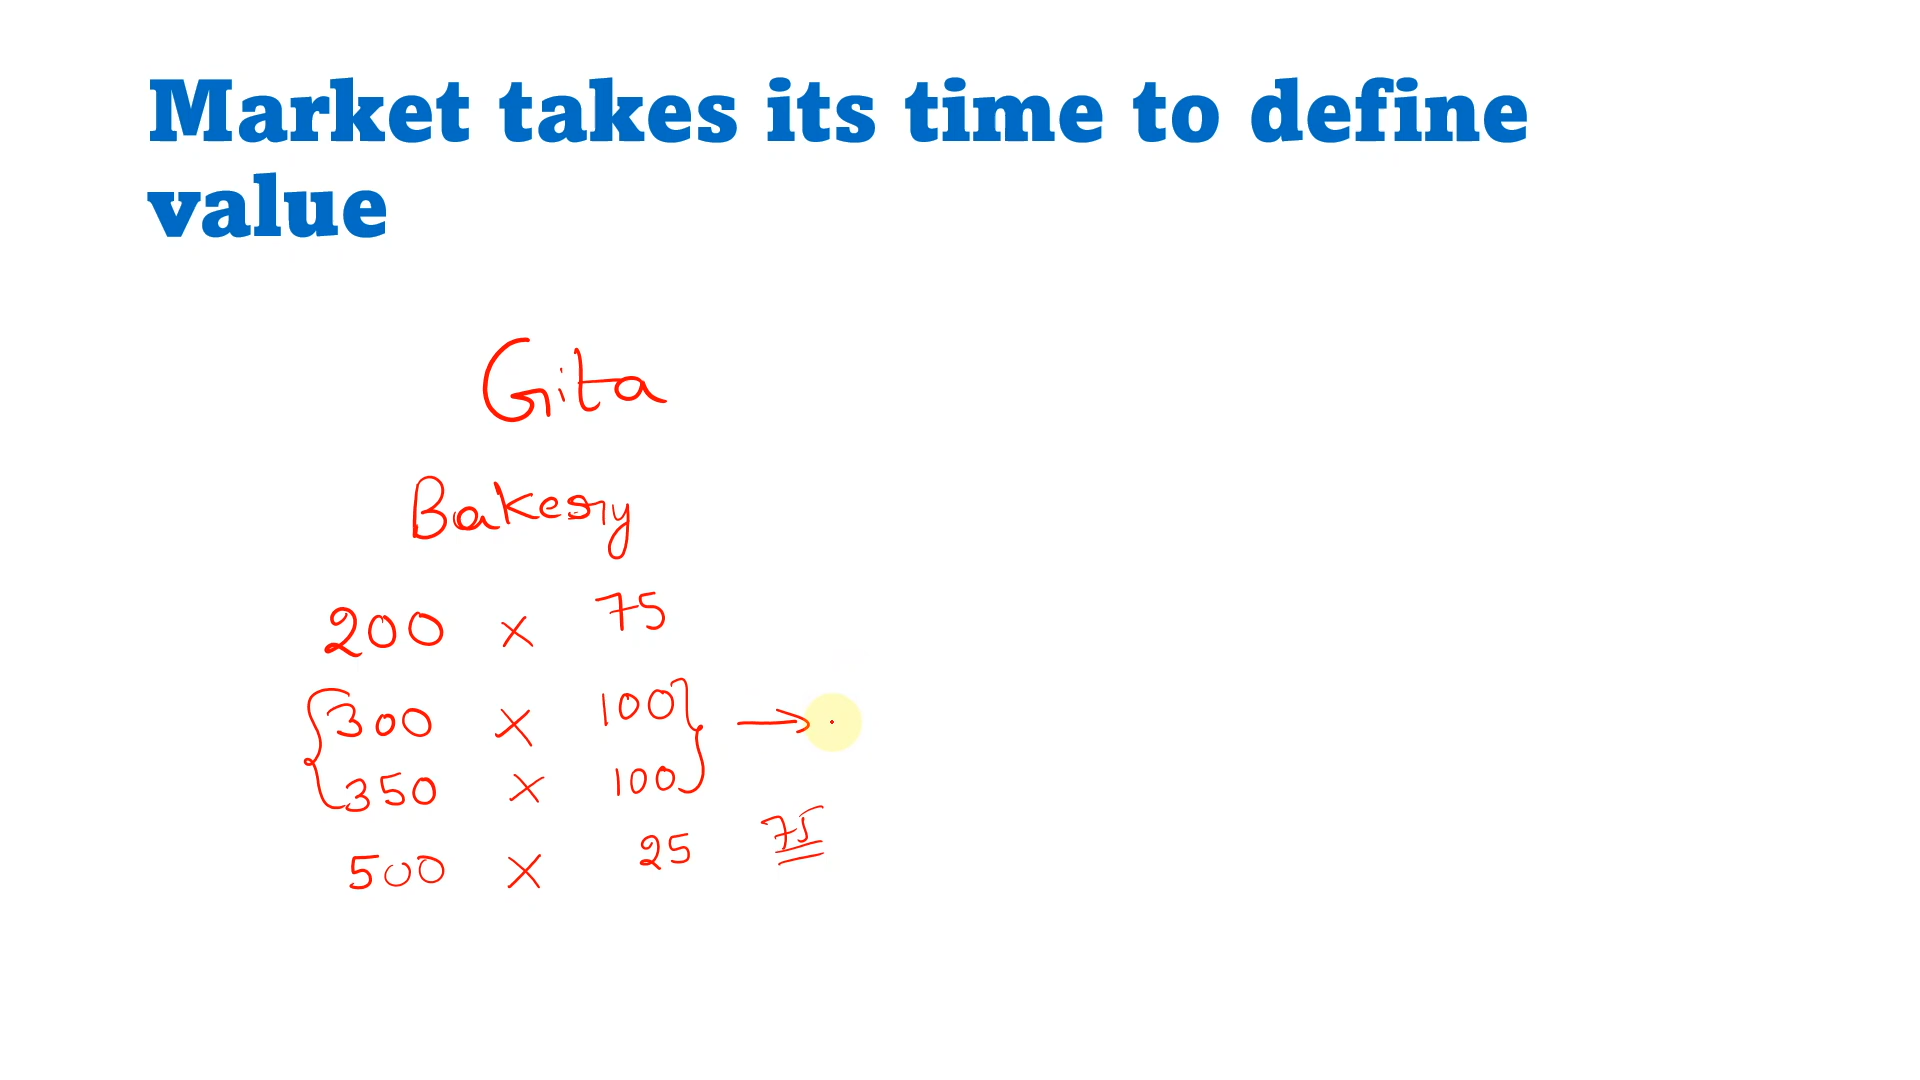 Market takes its time to define
value
Gita
Bakery
200 x 75
300 x 100
350 x 100
500 x 25 75